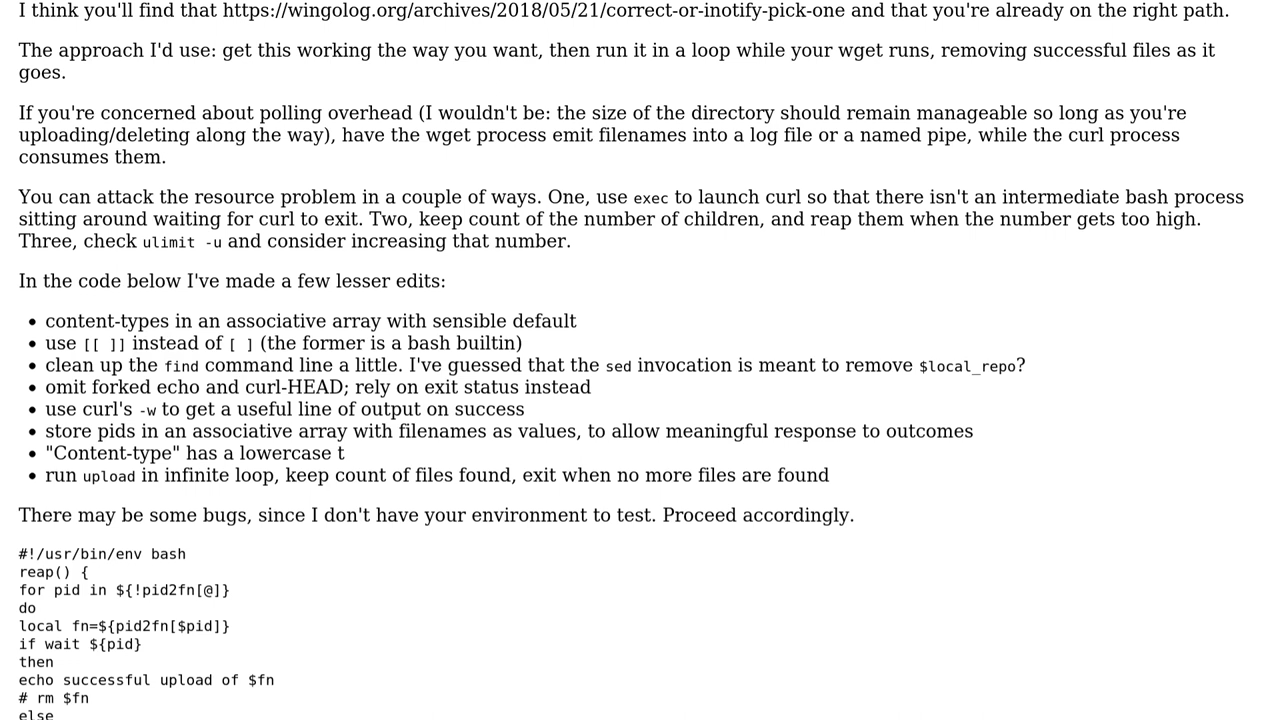 I think you'll find that https://wingolog.org/archives/2018/05/21/correct-or-inotify-pick-one and that you're already on the right path.
The approach I'd use: get this working the way you want, then run it in a loop while your wget runs, removing successful files as it
goes.
If you're concerned about polling overhead (I wouldn't be: the size of the directory should remain manageable so long as you're
uploading/deleting along the way), have the wget process emit filenames into a log file or a named pipe, while the curl process
consumes them.
You can attack the resource problem in a couple of ways. One, use exec to launch curl so that there isn't an intermediate bash process
sitting around waiting for curl to exit. Two, keep count of the number of children, and reap them when the number gets too high.
Three, check ulimit -u and consider increasing that number.
In the code below I've made a few lesser edits:
• content-types in an associative array with sensible default
• use [[ ]] instead of [ ] (the former is a bash builtin)
• clean up the find command line a little. I've guessed that the sed invocation is meant to remove $local_repo?
• omit forked echo and curl-HEAD; rely on exit status instead
• use curl's -w to get a useful line of output on success
• store pids in an associative array with filenames as values, to allow meaningful response to outcomes
• "Content-type" has a lowercase t
• run upload in infinite loop, keep count of files found, exit when no more files are found
There may be some bugs, since I don't have your environment to test. Proceed accordingly.
#!/usr/bin/env bash
reap() {
for pid in ${!pid2fn[@]}
do
local fn=${pid2fn[$pid]}
if wait ${pid}
then
echo successful upload of $fn
# rm $fn
else